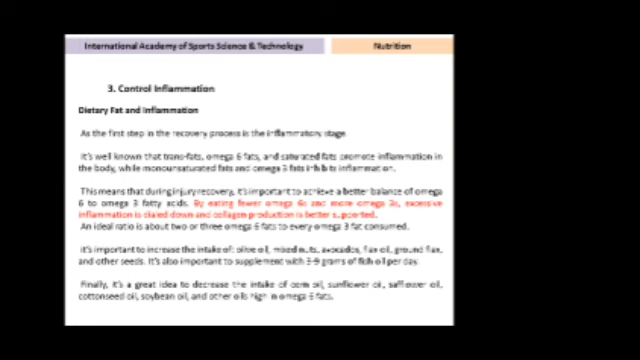 International Academy of Sports Science & Technology
Nutrition
3. Control Inflammation
Dietary Fat and Inflammation
As the first step in the recovery process is the inflammatory stage.
It's well known that trans-fats, omega 6 fats, and saturated fats promote inflammation in
the body, while monounsaturated fats and omega 3 fats inhibits inflammation.
This means that during injury recovery, it's important to achieve a better balance of omega
6 to omega 3 fatty acids. By eating fewer omega 6s and more omega 3s, excessive
inflammation is dialed down and collagen production is better supported.
An ideal ratio is about two or three omega 6 fats to every omega 3 fat consumed.
It's important to increase the intake of: olive oil, mixed nuts, avocados, flax oil, ground flax,
and other seeds. It's also important to supplement with 3-9 grams of fish oil per day.
Finally, it's a great idea to decrease the intake of corn oil, sunflower oil, safflower oil,
cottonseed oil, soybean oil, and other oils high in omega 6 fats.